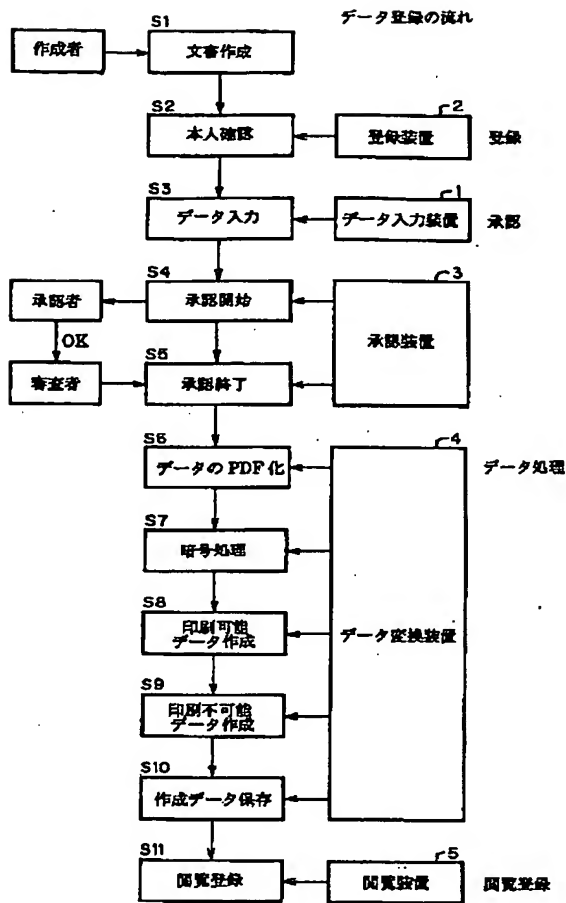 データ登録の流れ
S1
作成者
文書作成
S2
2
本人確認
登録装置
登録
S3
1
データ入力
データ入力装置
承認
S4
3
承認者
承認開始
承認装置
OK
S5
審査者
承認終了
S6
4
データのPDF化
データ処理
S7
暗号処理
S8
印刷可能
データ作成
データ変換装置
S9
印刷不可能
データ作成
S10
作成データ保存
S11
5
閲覧登録
閲覧装置
閲覧登録